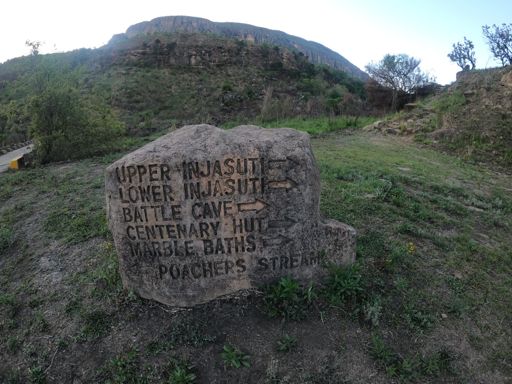 UPPER INJASUTI
LOWER INJASUTI
BATTLE CAVE
CENTENARY HUT
MARBLE BATHS
POACHERS STREAM